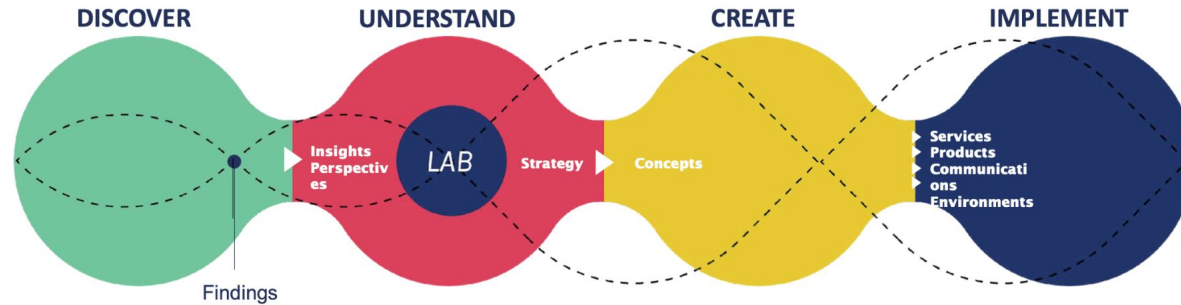 DISCOVER
UNDERSTAND
CREATE
IMPLEMENT
Insights
Perspectiv
es
LAB
Strategy
Concepts
Services
Products
Communicati
ons
Environments
Findings